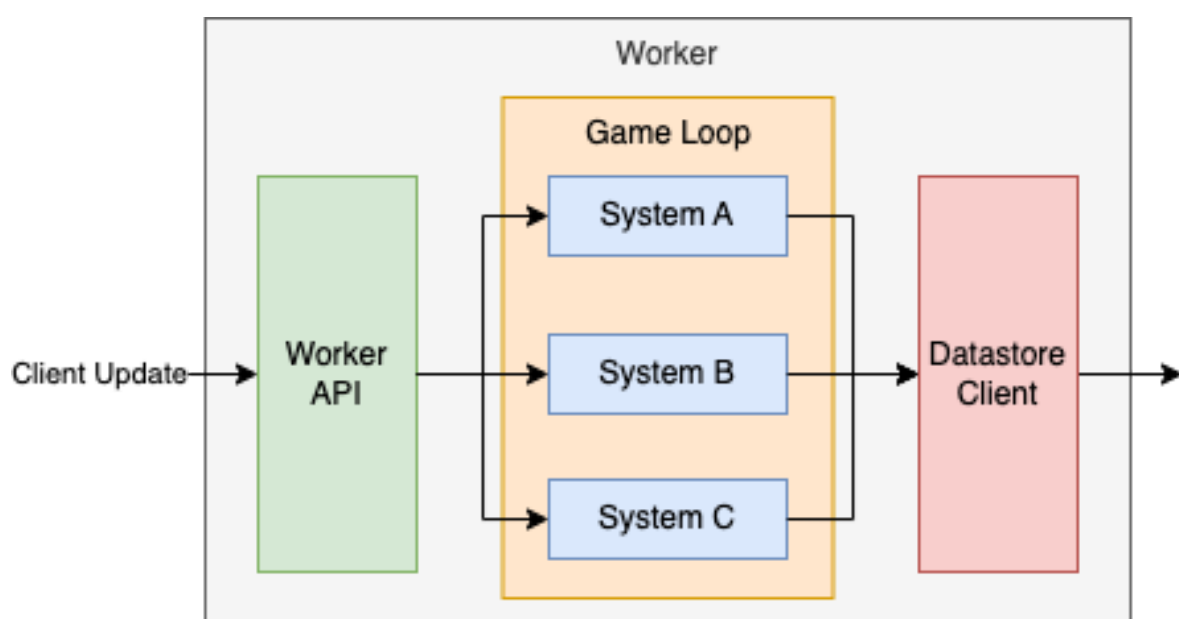 Worker
Game Loop
System A
Client Update
Worker
API
System B
Datastore
Client
System C